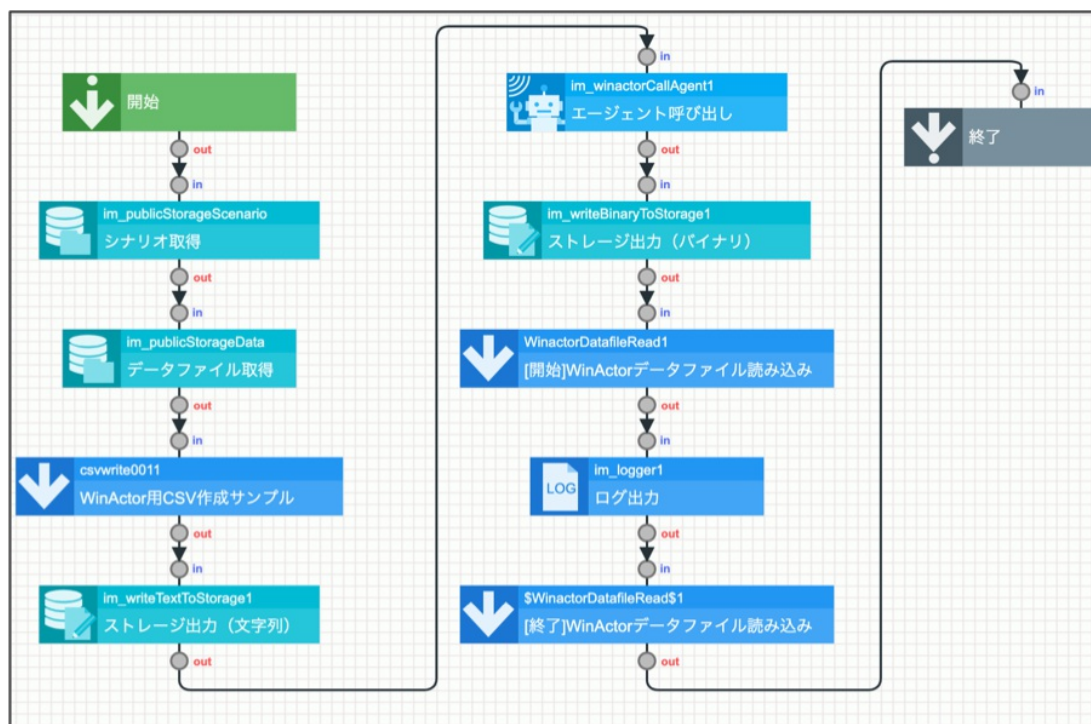 開始
out
in
im_publicStorageScenario
シナリオ取得
out
in
im_publicStorageData
データファイル取得
out
in
csvwrite0011
WinActor用CSV作成サンプル
out
in
im_writeTextToStorage1
ストレージ出力（文字列）
out
in
im_winactorCallAgent1
エージェント呼び出し
out
in
im_writeBinaryToStorage1
ストレージ出力（バイナリ）
out
in
WinactorDatafileRead1
[開始]WinActorデータファイル読み込み
out
in
LOG
im_logger1
ログ出力
out
in
$WinactorDatafileRead$1
[終了]WinActorデータファイル読み込み
out
in
終了